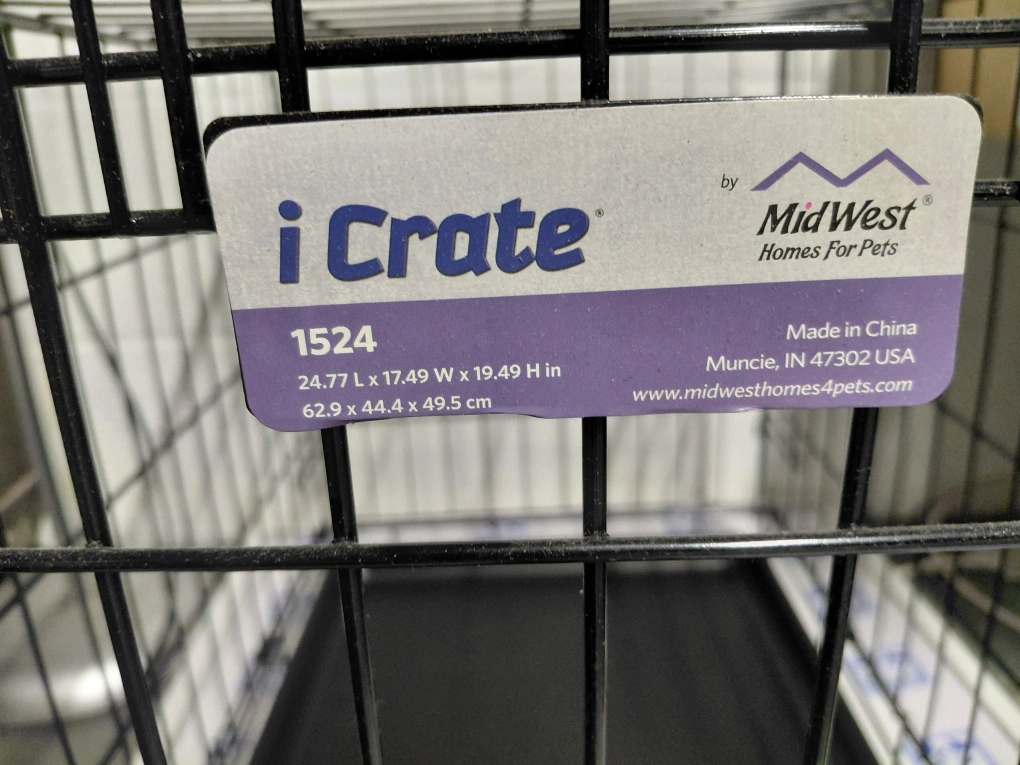 i Crate®
by
MidWest®
Homes For Pets
1524
24.77 L x 17.49 W x 19.49 H in
62.9 x 44.4 x 49.5 cm
Made in China
Muncie, IN 47302 USA
www.midwesthomes4pets.com